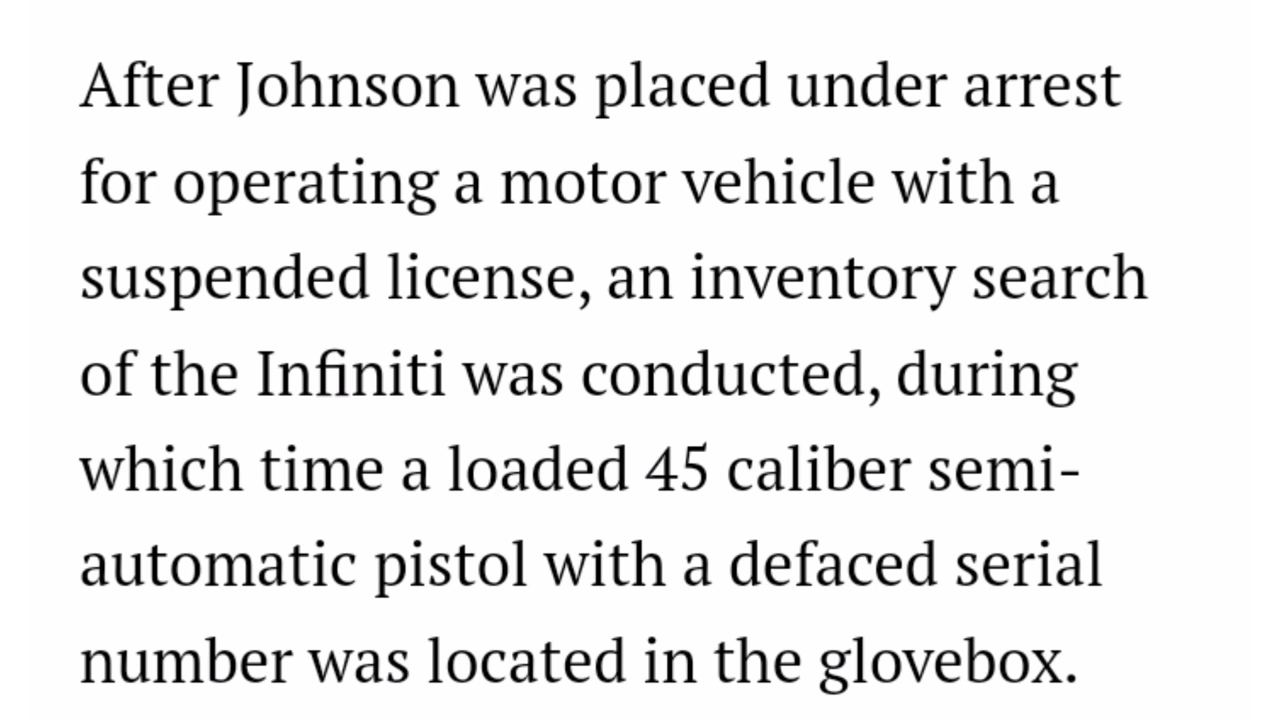 After Johnson was placed under arrest
for operating a motor vehicle with a
suspended license, an inventory search
of the Infiniti was conducted, during
which time a loaded 45 caliber semi-
automatic pistol with a defaced serial
number was located in the glovebox.